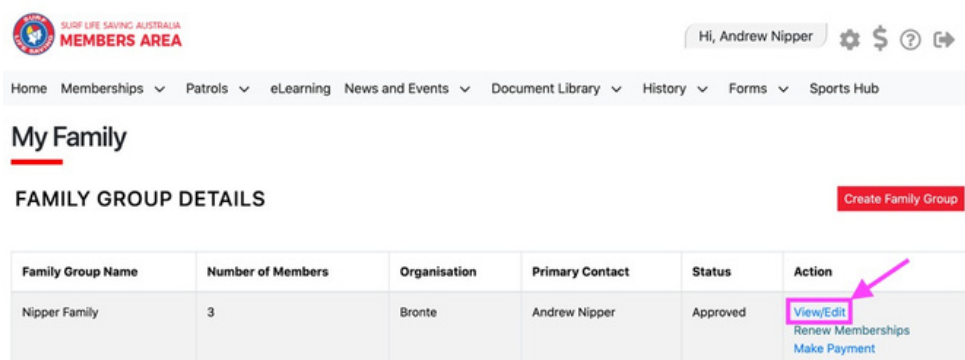 SURF LIFE SAVING AUSTRALIA
MEMBERS AREA
Hi, Andrew Nipper
Home Memberships Patrols eLearning News and Events Document Library History Forms Sports Hub
My Family
FAMILY GROUP DETAILS
Create Family Group
Family Group Name Number of Members Organisation Primary Contact Status Action
Nipper Family 3 Bronte Andrew Nipper Approved View/Edit
Renew Memberships
Make Payment